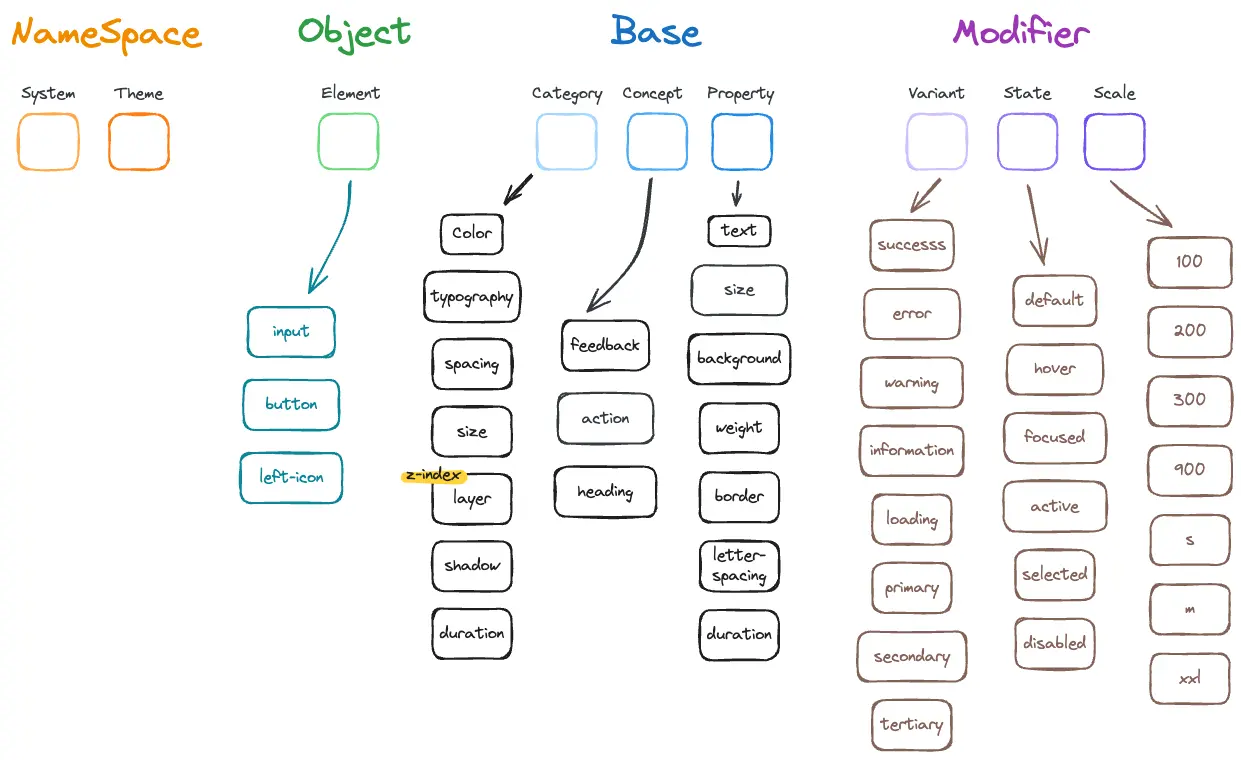 NameSpace
Object
Base
Modifier
System
Theme
Element
Category
Concept
Property
Variant
State
Scale
input
button
left-icon
Color
typography
spacing
size
z-index
layer
shadow
duration
feedback
action
heading
text
size
background
weight
border
letter-
spacing
duration
successs
error
warning
information
loading
primary
secondary
tertiary
default
hover
focused
active
selected
disabled
100
200
300
900
s
m
xxl